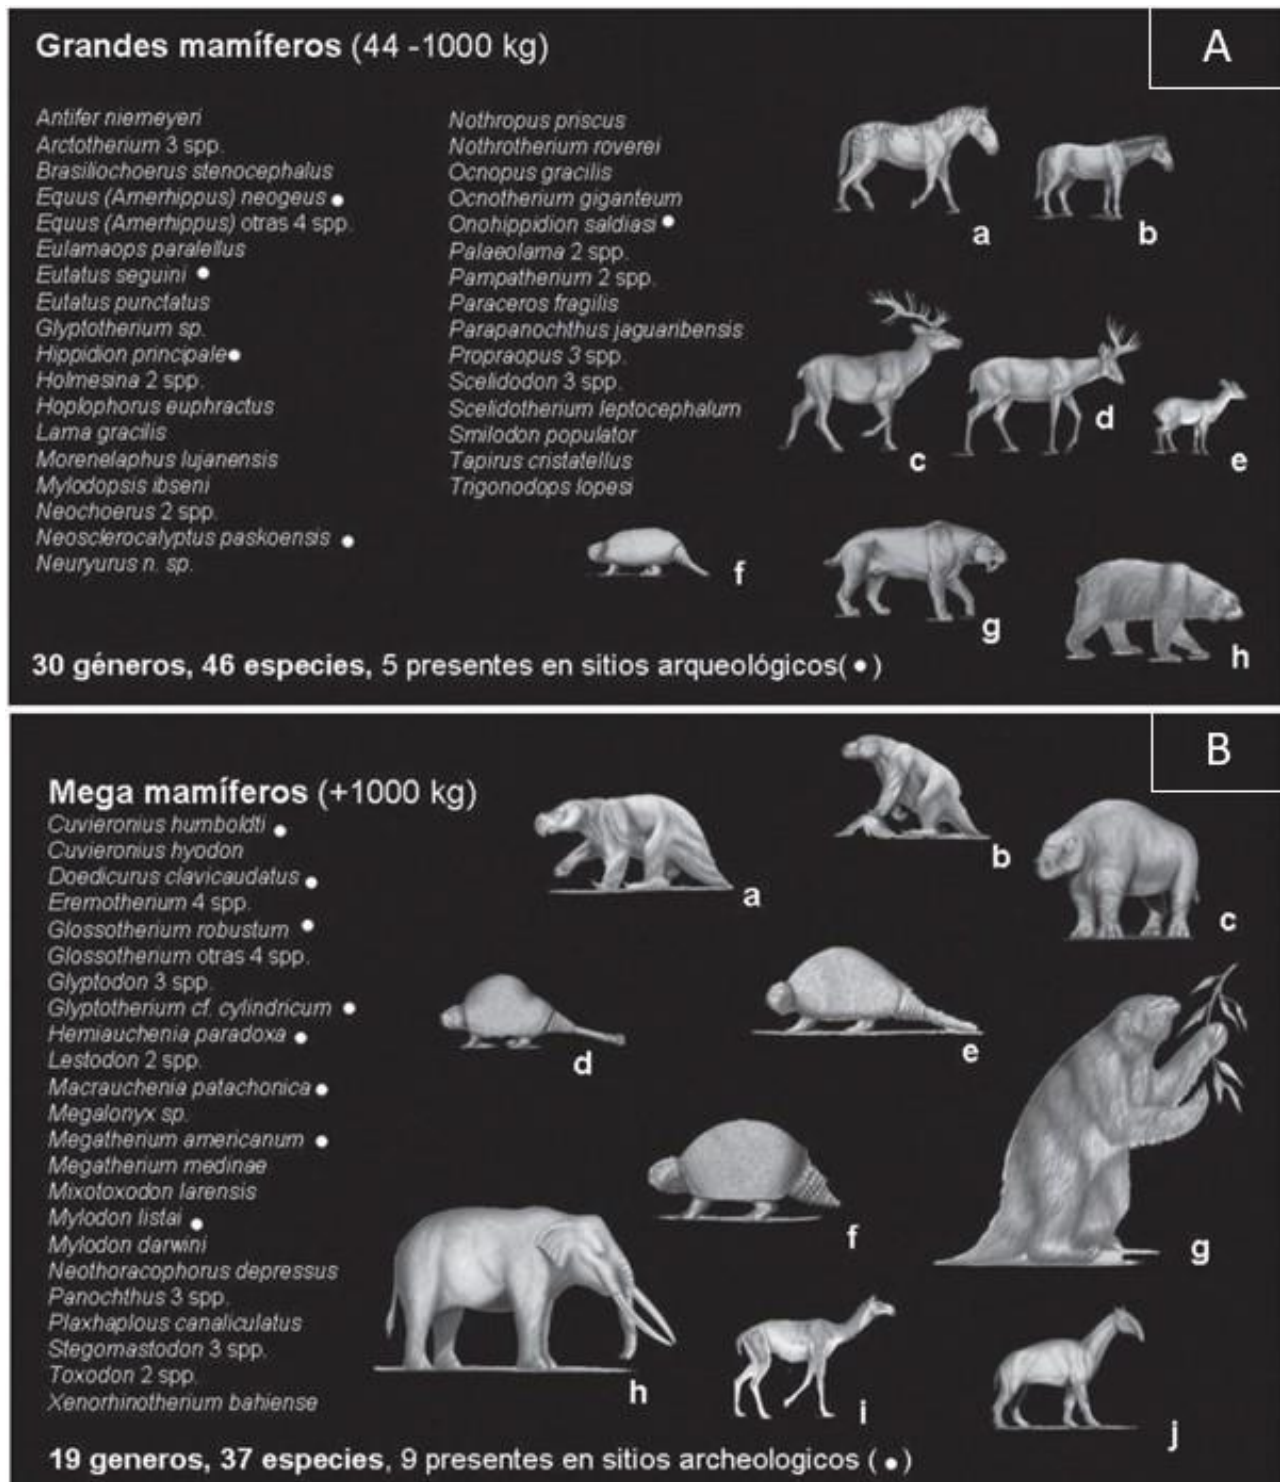 Grandes mamíferos (44 -1000 kg)
A
Antifer niemeyeri
Arctotherium 3 spp.
Brasiliochoerus stenocephalus
Equus (Amerhippus) neogeus ●
Equus (Amerhippus) otras 4 spp.
Eulamaops paralellus
Eutatus seguini ●
Eutatus punctatus
Glyptotherium sp.
Hippidion principale●
Holmesina 2 spp.
Hoplophorus euphractus
Lama gracilis
Morenelaphus lujanensis
Mylodopsis ibseni
Neochoerus 2 spp.
Neosclerocalyptus paskoensis ●
Neuryurus n. sp.
Nothropus priscus
Nothrotherium roverei
Ocnopus gracilis
Ocnotherium giganteum
Onohippidion saldiasi ●
Palaeolama 2 spp.
Pampatherium 2 spp.
Paraceros fragilis
Parapanochthus jaguaribensis
Propraopus 3 spp.
Scelidodon 3 spp.
Scelidotherium leptocephalum
Smilodon populator
Tapirus cristatellus
Trigonodops lopesi
a
b
c
d
e
f
g
h
30 géneros, 46 especies, 5 presentes en sitios arqueológicos( ● )
B
Mega mamíferos (+1000 kg)
Cuvieronius humboldti ●
Cuvieronius hyodon
Doedicurus clavicaudatus ●
Eremotherium 4 spp.
Glossotherium robustum ●
Glossotherium otras 4 spp.
Glyptodon 3 spp.
Glyptotherium cf. cylindricum ●
Hemiauchenia paradoxa ●
Lestodon 2 spp.
Macrauchenia patachonica ●
Megalonyx sp.
Megatherium americanum ●
Megatherium medinae
Mixotoxodon larensis
Mylodon listai ●
Mylodon darwini
Neothoracophorus depressus
Panochthus 3 spp.
Plaxhaplous canaliculatus
Stegomastodon 3 spp.
Toxodon 2 spp.
Xenorhinotherium bahiense
a
b
c
d
e
f
g
h
i
j
19 generos, 37 especies, 9 presentes en sitios archeologicos ( ● )